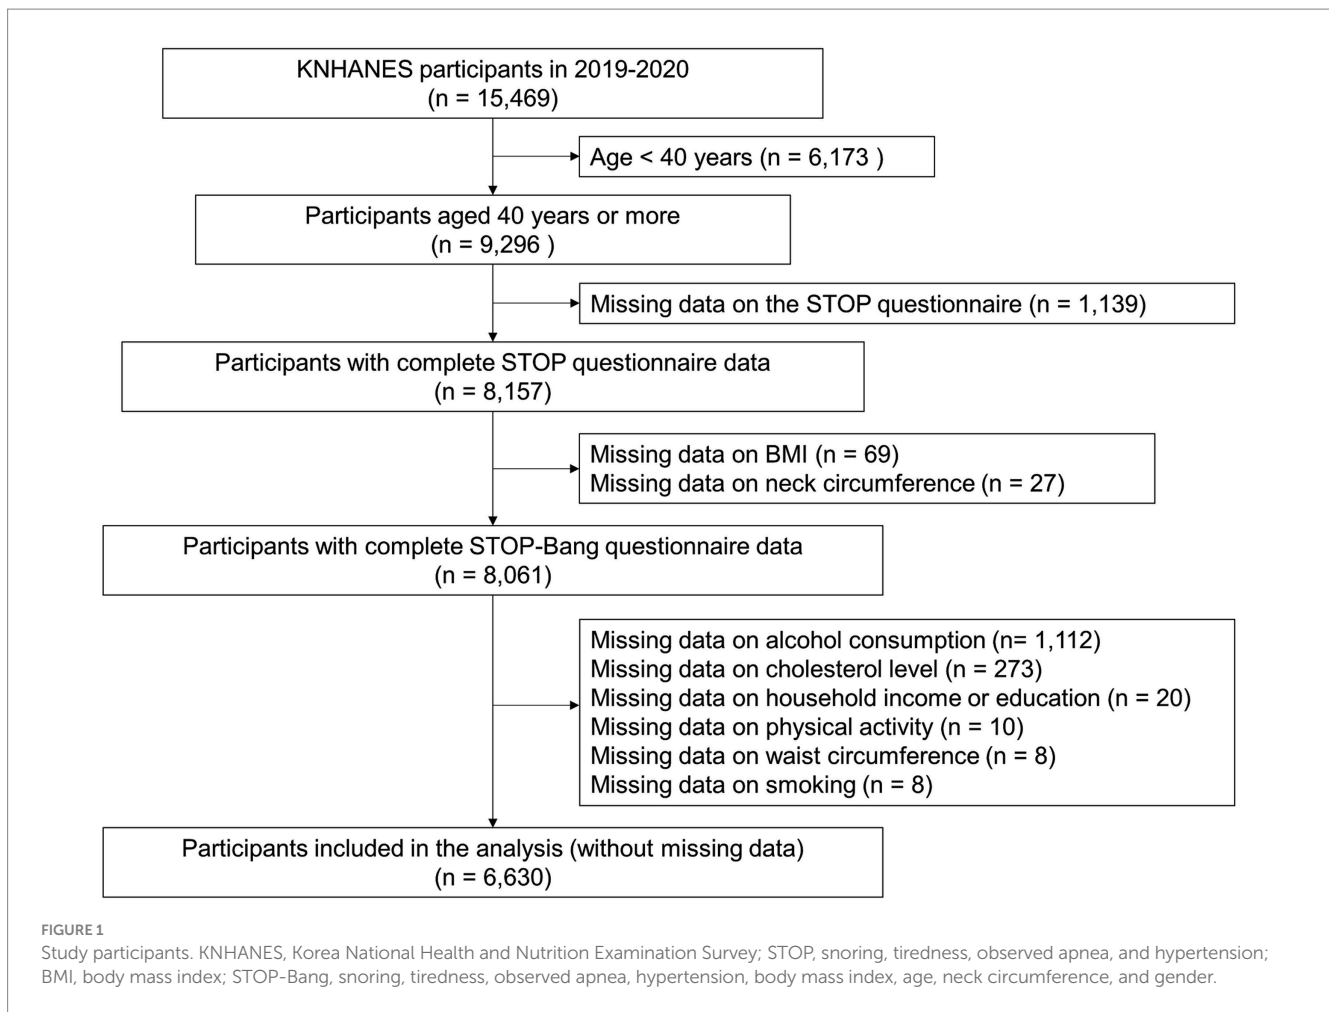 KNHANES participants in 2019-2020
(n = 15,469)
Age < 40 years (n = 6,173 )
Participants aged 40 years or more
(n = 9,296 )
Missing data on the STOP questionnaire (n = 1,139)
Participants with complete STOP questionnaire data
(n = 8,157)
Missing data on BMI (n = 69)
Missing data on neck circumference (n = 27)
Participants with complete STOP-Bang questionnaire data
(n = 8,061)
Missing data on alcohol consumption (n= 1,112)
Missing data on cholesterol level (n = 273)
Missing data on household income or education (n = 20)
Missing data on physical activity (n = 10)
Missing data on waist circumference (n = 8)
Missing data on smoking (n = 8)
Participants included in the analysis (without missing data)
(n = 6,630)
FIGURE 1
Study participants. KNHANES, Korea National Health and Nutrition Examination Survey; STOP, snoring, tiredness, observed apnea, and hypertension;
BMI, body mass index; STOP-Bang, snoring, tiredness, observed apnea, hypertension, body mass index, age, neck circumference, and gender.